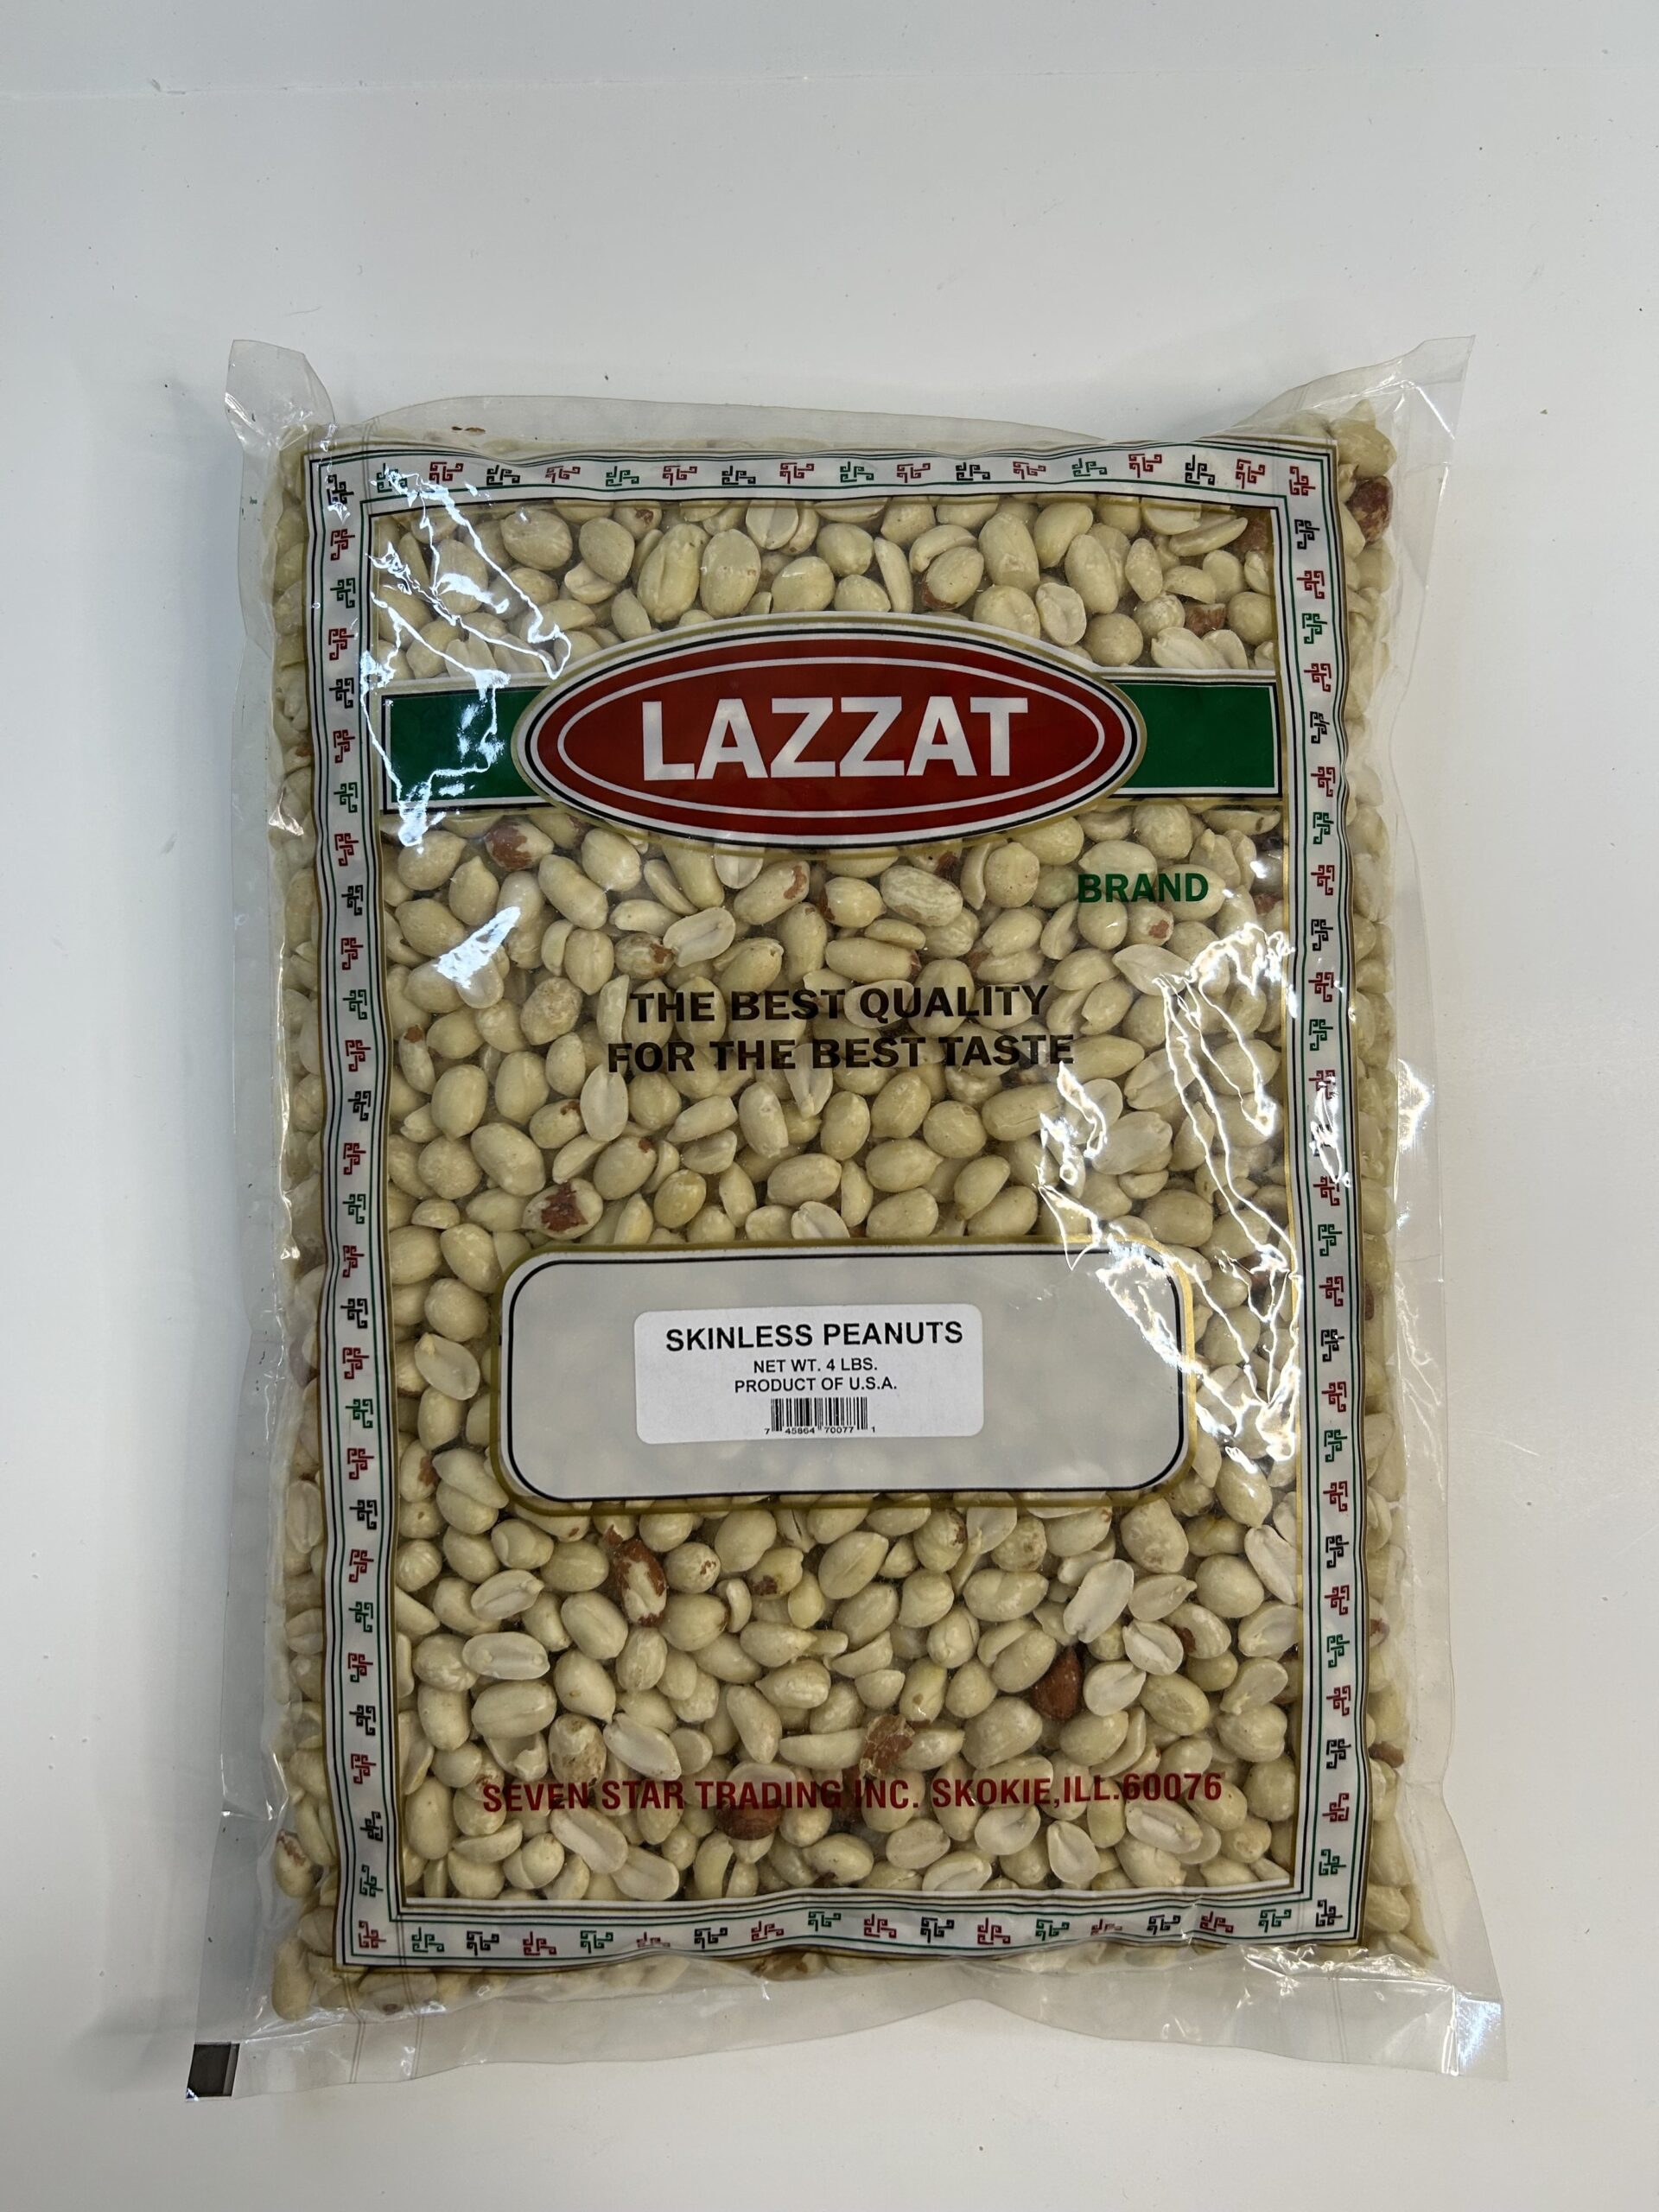 LAZZAT
BRAND
THE BEST QUALITY
FOR THE BEST TASTE
SKINLESS PEANUTS
NET WT. 4 LBS.
PRODUCT OF U.S.A.
7 45864 70077 1
SEVEN STAR TRADING INC. SKOKIE,ILL.60076